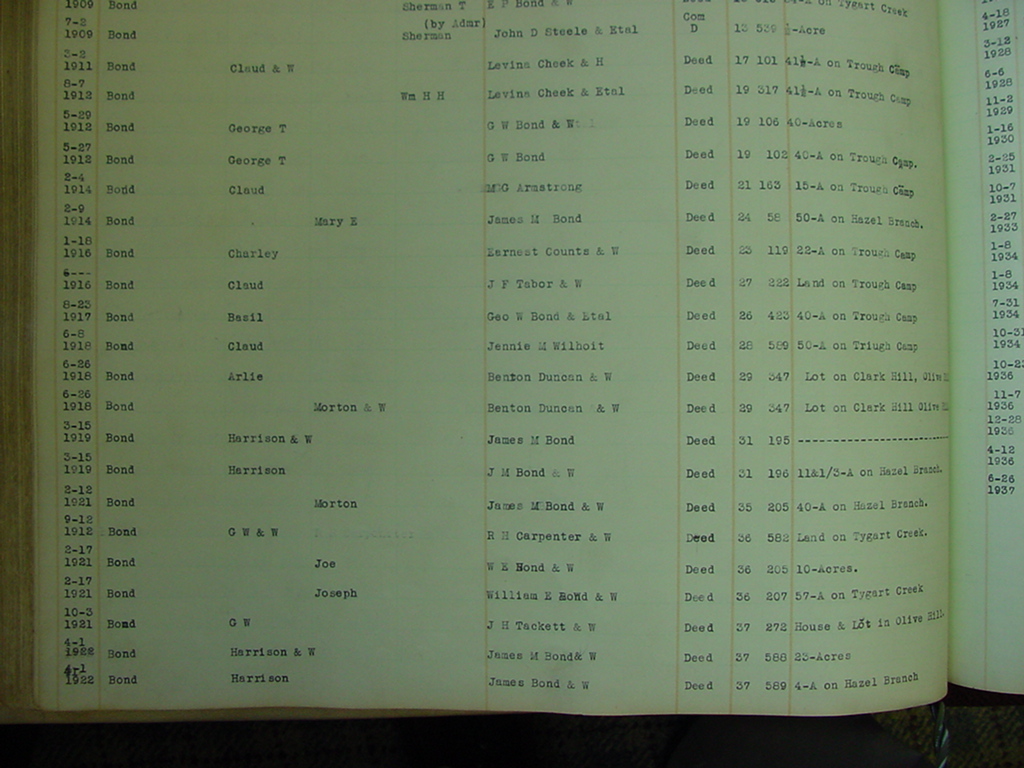 1909 Bond Sherman T E F Bond & W Deed on Tygart Creek
7-2 (by Admr) Com
1909 Bond Sherman John D Steele & Etal D 13 539 ½-Acre
3-2
1911 Bond Claud & W Levina Cheek & H Deed 17 101 41½-A on Trough Camp
8-7
1912 Bond Wm H H Levina Cheek & Etal Deed 19 317 41½-A on Trough Camp
5-29
1912 Bond George T G W Bond & W Deed 19 106 40-Acres
5-27
1912 Bond George T G W Bond Deed 19 102 40-A on Trough Camp.
2-4
1914 Bond Claud M G Armstrong Deed 21 163 15-A on Trough Camp
2-9
1914 Bond Mary E James M Bond Deed 24 58 50-A on Hazel Branch.
1-18
1916 Bond Charley Earnest Counts & W Deed 23 119 22-A on Trough Camp
6---
1916 Bond Claud J F Tabor & W Deed 27 222 Land on Trough Camp
8-23
1917 Bond Basil Geo W Bond & Etal Deed 26 423 40-A on Trough Camp
6-8
1918 Bond Claud Jennie M Wilhoit Deed 28 589 50-A on Triugh Camp
6-26
1918 Bond Arlie Benton Duncan & W Deed 29 347 Lot on Clark Hill, Olive
6-26
1918 Bond Morton & W Benton Duncan & W Deed 29 347 Lot on Clark Hill Olive
3-15
1919 Bond Harrison & W James M Bond Deed 31 195 -----------------------
3-15
1919 Bond Harrison J M Bond & W Deed 31 196 11&1/3-A on Hazel Branch.
2-12
1921 Bond Morton James M Bond & W Deed 35 205 40-A on Hazel Branch.
9-12
1912 Bond G W & W R H Carpenter & W Deed 36 582 Land on Tygart Creek.
2-17
1921 Bond Joe W E Bond & W Deed 36 205 10-Acres.
2-17
1921 Bond Joseph William E Bond & W Deed 36 207 57-A on Tygart Creek
10-3
1921 Bond G W J H Tackett & W Deed 37 272 House & Lot in Olive Hill.
4-1
1922 Bond Harrison & W James M Bond& W Deed 37 588 23-Acres
4-1
1922 Bond Harrison James Bond & W Deed 37 589 4-A on Hazel Branch
4-18
1927
3-12
1928
6-6
1928
11-2
1929
1-16
1930
2-25
1931
10-7
1931
2-27
1933
1-8
1934
1-8
1934
7-31
1934
10-31
1934
1936
11-7
1936
12-28
1936
4-12
1936
6-26
1937